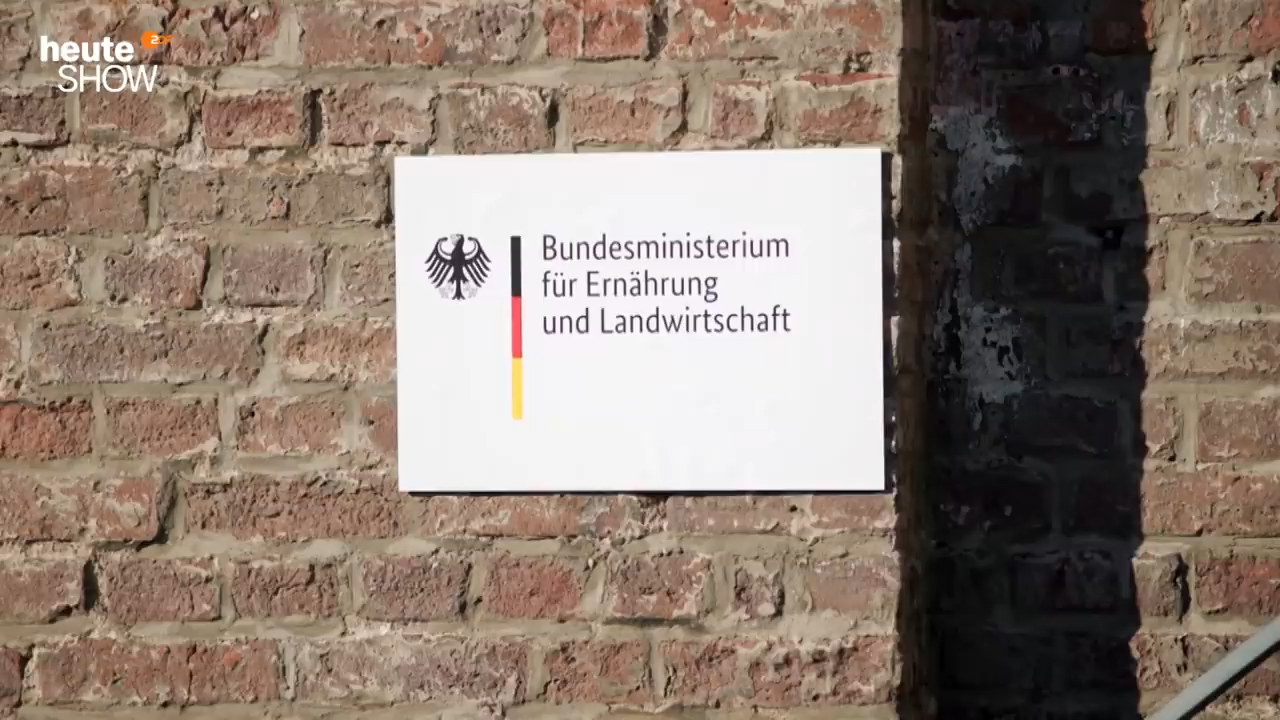 heute
SHOW
Bundesministerium
für Ernährung
und Landwirtschaft